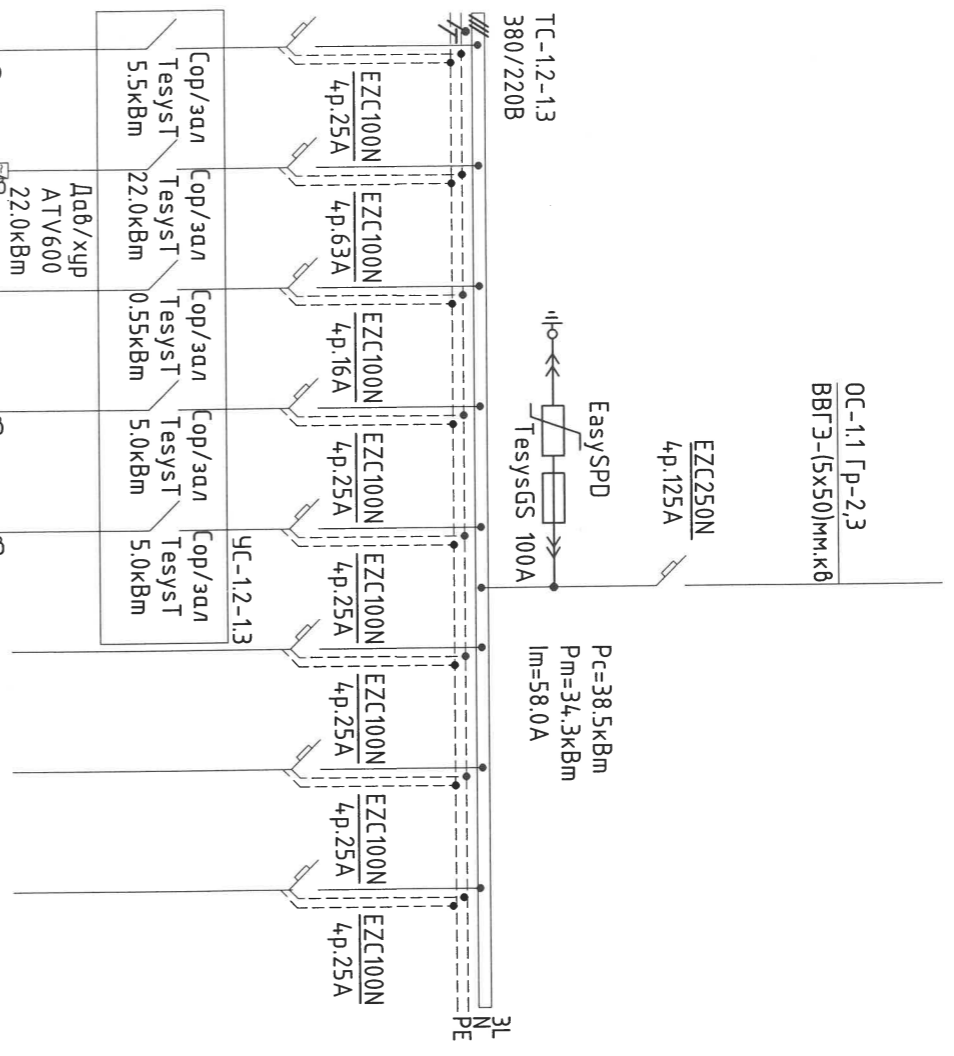 ТС-1.2-1.3
380/220В
ОС-1.1 Гр-2,3
ВВГЭ-(5x50)мм.кв
EZC250N
4р.125А
Рс=38.5кВт
Рт=34.3кВт
Iт=58.0А
EasySPD
TesysGS 100A
3L
N
PE
EZC100N
4р.25А
EZC100N
4р.63А
EZC100N
4р.16А
EZC100N
4р.25А
EZC100N
4р.25А
EZC100N
4р.25А
EZC100N
4р.25А
EZC100N
4р.25А
УС-1.2-1.3
Сор/зал
TesysT
5.5кВт
Сор/зал
TesysT
22.0кВт
Сор/зал
TesysT
0.55кВт
Сор/зал
TesysT
5.0кВт
Сор/зал
TesysT
5.0кВт
Дав/хур
ATV600
22.0кВт